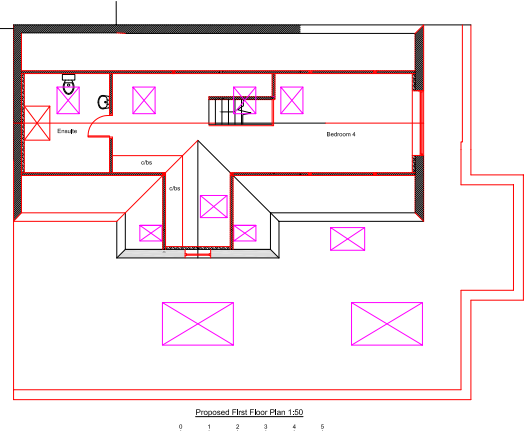 Ensuite
Bedroom 4
c/bs
c/bs
Proposed First Floor Plan 1:50
0 1 2 3 4 5